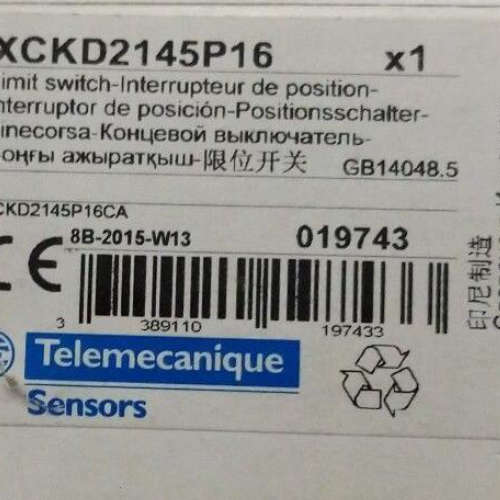 XCKD2145P16 x1
imit switch-Interrupteur de position-
nterruptor de posición-Positionsschalter-
inecorsa-Концевой выключатель-
оңғы ажыратқыш-限位开关 GB14048.5
CKD2145P16CA
CE 8B-2015-W13 019743
3 389110 197433
Telemecanique
Sensors
印尼制造